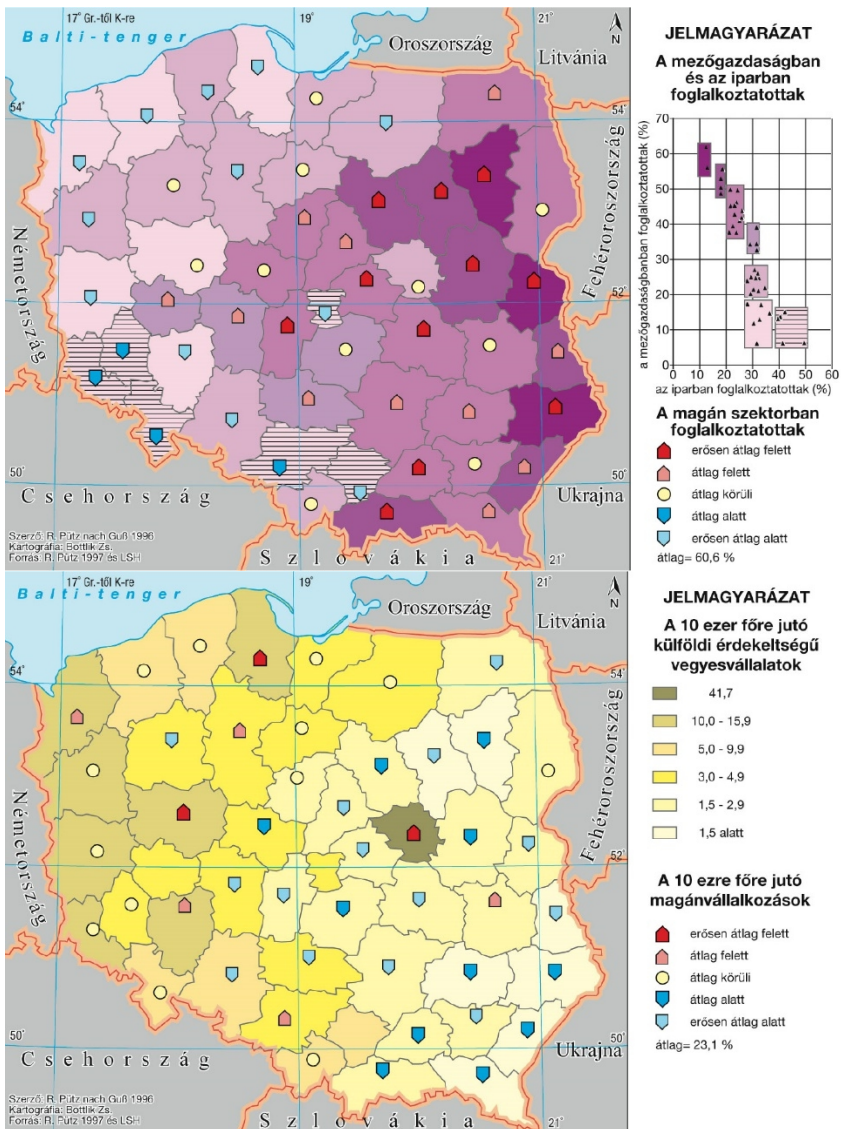 17° Gr.-től K-re
19°
21°
Balti-tenger
Oroszország
N
Litvánia
54°
54°
Fehéroroszország
Németország
52°
52°
50°
50°
Csehország
Ukrajna
Szerző: R. Pütz nach Guß 1996
Kartográfia: Bottlik Zs.
Forrás: R. Pütz 1997 és LSH
Szlovákia
19°
21°
JELMAGYARÁZAT
A mezőgazdaságban
és az iparban
foglalkoztatottak
a mezőgazdaságbanban foglalkoztatottak (%)
70
60
50
40
30
20
10
0
0 10 20 30 40 50 60
az iparban foglalkoztatottak (%)
A magán szektorban
foglalkoztatottak
erősen átlag felett
átlag felett
átlag körüli
átlag alatt
erősen átlag alatt
átlag= 60,6 %
17° Gr.-től K-re
19°
21°
Balti-tenger
Oroszország
N
Litvánia
54°
54°
Fehéroroszország
Németország
52°
52°
50°
50°
Csehország
Ukrajna
Szerző: R. Pütz nach Guß 1996
Kartográfia: Bottlik Zs.
Forrás: R. Pütz 1997 és LSH
Szlovákia
19°
21°
JELMAGYARÁZAT
A 10 ezer főre jutó
külföldi érdekeltségű
vegyesvállalatok
41,7
10,0 - 15,9
5,0 - 9,9
3,0 - 4,9
1,5 - 2,9
1,5 alatt
A 10 ezre főre jutó
magánvállalkozások
erősen átlag felett
átlag felett
átlag körüli
átlag alatt
erősen átlag alatt
átlag= 23,1 %